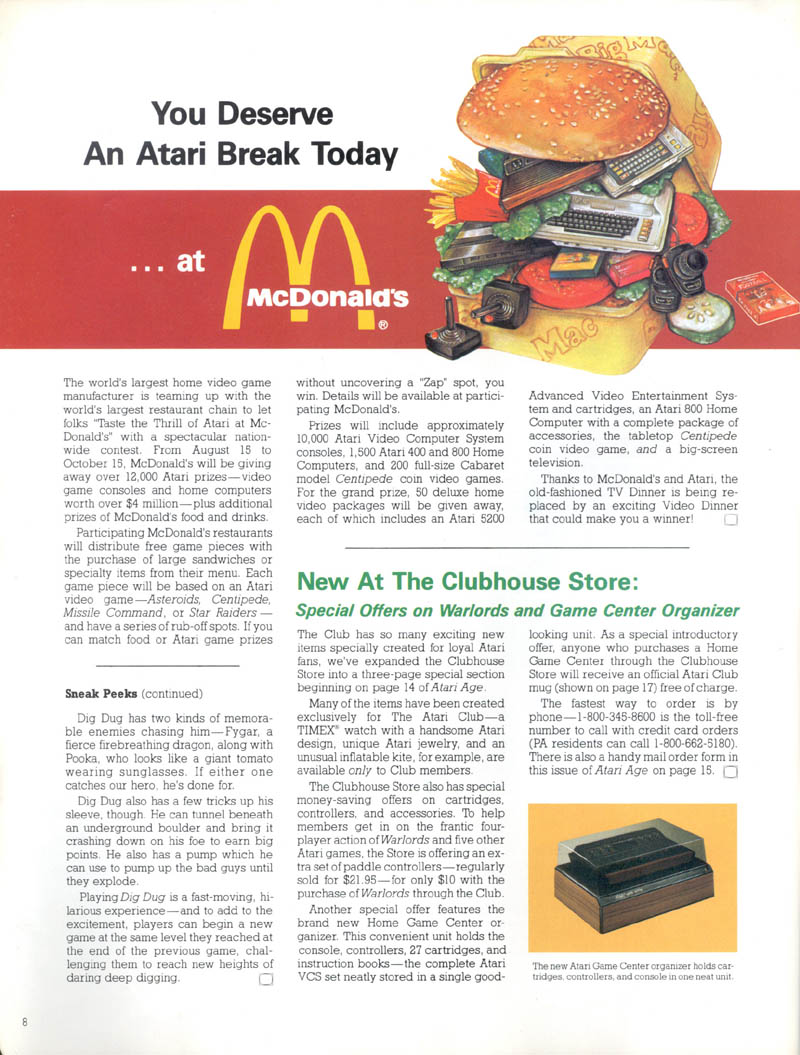 You Deserve
An Atari Break Today
... at
McDonald's
®
Big Mac
Mac
The world's largest home video game
manufacturer is teaming up with the
world's largest restaurant chain to let
folks "Taste the Thrill of Atari at Mc-
Donald's" with a spectacular nation-
wide contest. From August 15 to
October 15, McDonald's will be giving
away over 12,000 Atari prizes—video
game consoles and home computers
worth over $4 million—plus additional
prizes of McDonald's food and drinks.
Participating McDonald's restaurants
will distribute free game pieces with
the purchase of large sandwiches or
specialty items from their menu. Each
game piece will be based on an Atari
video game—Asteroids, Centipede,
Missile Command, or Star Raiders—
and have a series of rub-off spots. If you
can match food or Atari game prizes
without uncovering a "Zap" spot, you
win. Details will be available at partici-
pating McDonald's.
Prizes will include approximately
10,000 Atari Video Computer System
consoles, 1,500 Atari 400 and 800 Home
Computers, and 200 full-size Cabaret
model Centipede coin video games.
For the grand prize, 50 deluxe home
video packages will be given away,
each of which includes an Atari 5200
Advanced Video Entertainment Sys-
tem and cartridges, an Atari 800 Home
Computer with a complete package of
accessories, the tabletop Centipede
coin video game, and a big-screen
television.
Thanks to McDonald's and Atari, the
old-fashioned TV Dinner is being re-
placed by an exciting Video Dinner
that could make you a winner!
Sneak Peeks (continued)
Dig Dug has two kinds of memora-
ble enemies chasing him—Fygar, a
fierce firebreathing dragon, along with
Pooka, who looks like a giant tomato
wearing sunglasses. If either one
catches our hero, he's done for.
Dig Dug also has a few tricks up his
sleeve, though. He can tunnel beneath
an underground boulder and bring it
crashing down on his foe to earn big
points. He also has a pump which he
can use to pump up the bad guys until
they explode.
Playing Dig Dug is a fast-moving, hi-
larious experience—and to add to the
excitement, players can begin a new
game at the same level they reached at
the end of the previous game, chal-
lenging them to reach new heights of
daring deep digging.
New At The Clubhouse Store:
Special Offers on Warlords and Game Center Organizer
The Club has so many exciting new
items specially created for loyal Atari
fans, we've expanded the Clubhouse
Store into a three-page special section
beginning on page 14 of Atari Age.
Many of the items have been created
exclusively for The Atari Club—a
TIMEX® watch with a handsome Atari
design, unique Atari jewelry, and an
unusual inflatable kite, for example, are
available only to Club members.
The Clubhouse Store also has special
money-saving offers on cartridges,
controllers, and accessories. To help
members get in on the frantic four-
player action of Warlords and five other
Atari games, the Store is offering an ex-
tra set of paddle controllers—regularly
sold for $21.95—for only $10 with the
purchase of Warlords through the Club.
Another special offer features the
brand new Home Game Center or-
ganizer. This convenient unit holds the
console, controllers, 27 cartridges, and
instruction books—the complete Atari
VCS set neatly stored in a single good-
looking unit. As a special introductory
offer, anyone who purchases a Home
Game Center through the Clubhouse
Store will receive an official Atari Club
mug (shown on page 17) free of charge.
The fastest way to order is by
phone—1-800-345-8600 is the toll-free
number to call with credit card orders
(PA residents can call 1-800-662-5180).
There is also a handy mail order form in
this issue of Atari Age on page 15.
The new Atari Game Center organizer holds car-
tridges, controllers, and console in one neat unit.
8